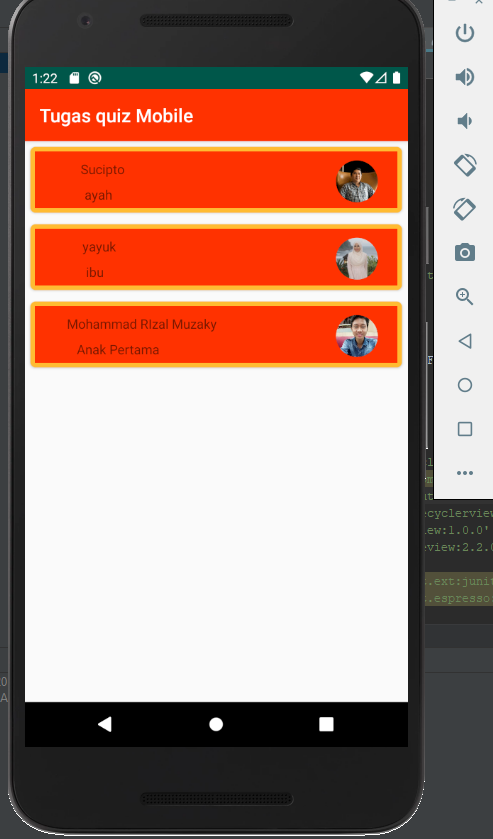 1:22
Tugas quiz Mobile
Sucipto
ayah
yayuk
ibu
Mohammad RIzal Muzaky
Anak Pertama
ecyclerview
ew:1.0.0'
view:2.2.0
.ext:junit
.espresso